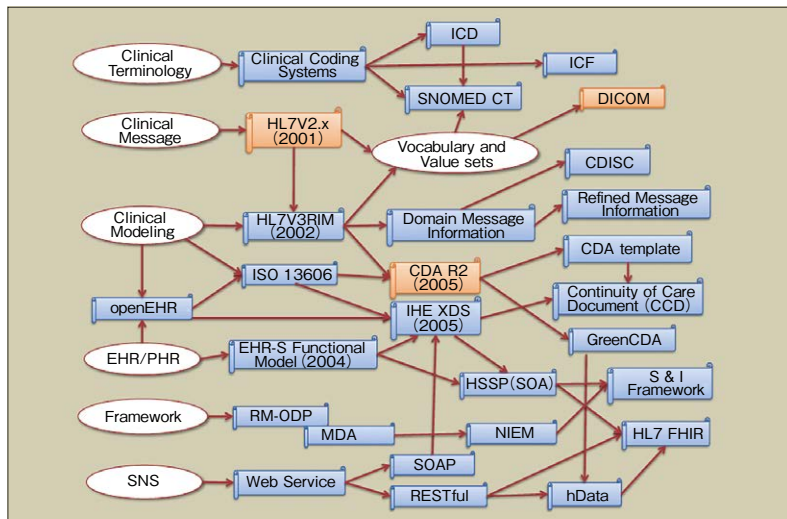 ICD
Clinical
Terminology
Clinical Coding
Systems
ICF
SNOMED CT
DICOM
Clinical
Message
HL7V2.x
(2001)
Vocabulary and
Value sets
CDISC
Clinical
Modeling
HL7V3RIM
(2002)
Domain Message
Information
Refined Message
Information
CDA template
ISO 13606
CDA R2
(2005)
Continuity of Care
Document (CCD)
openEHR
IHE XDS
(2005)
GreenCDA
EHR/PHR
EHR-S Functional
Model (2004)
HSSP(SOA)
S & I
Framework
Framework
RM-ODP
MDA
NIEM
HL7 FHIR
SOAP
SNS
Web Service
RESTful
hData